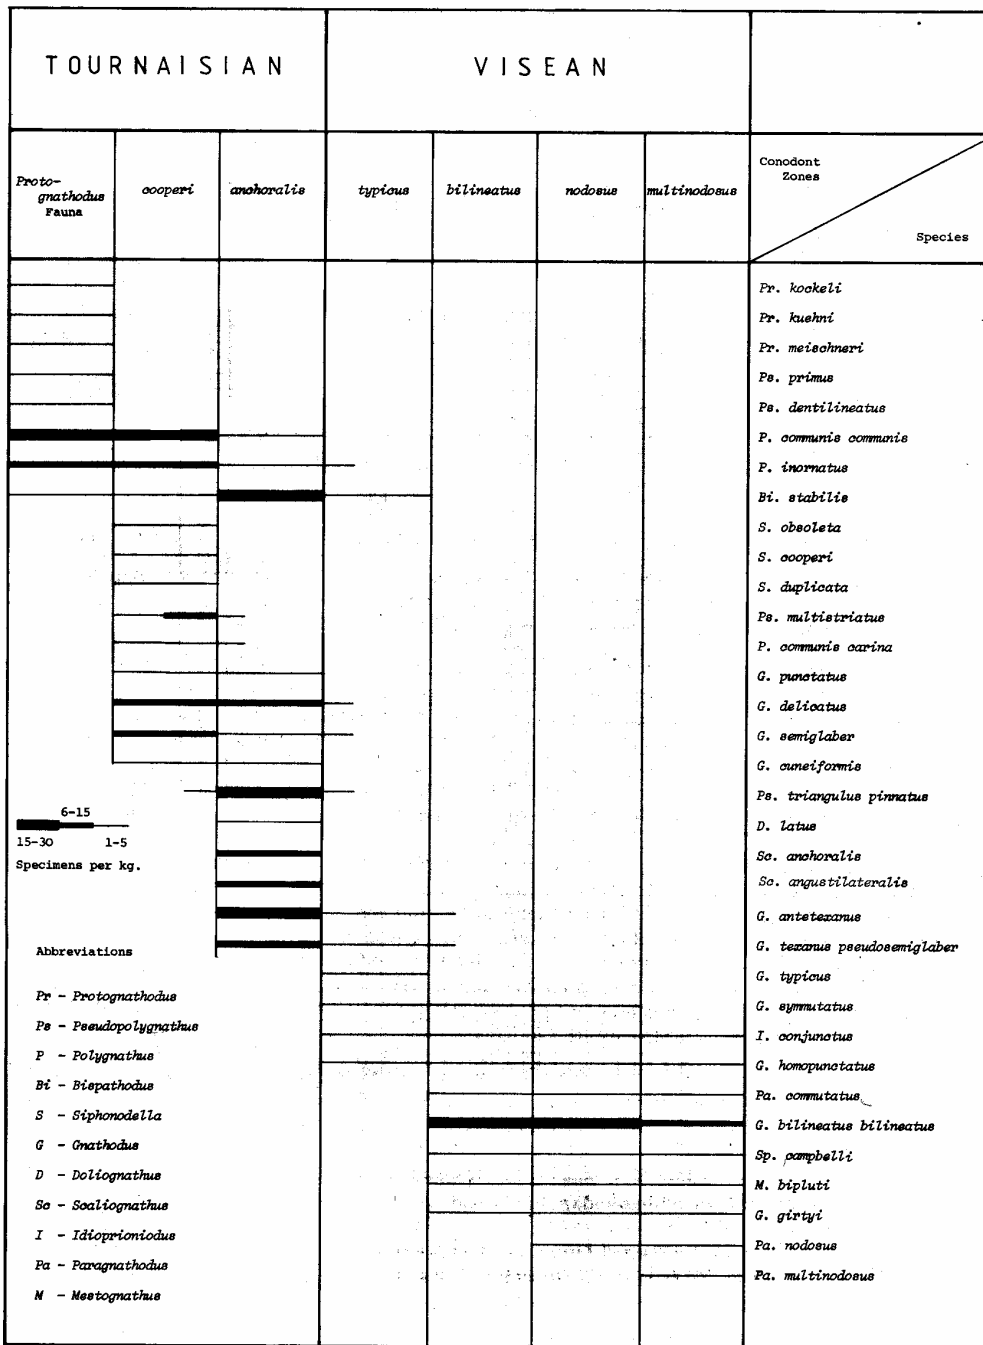 TOURNAISIAN
VISEAN
Proto-
gnathodus
Fauna
cooperi
anchoralis
typicus
bilineatus
nodosus
multinodosus
Conodont
Zones
Species
Pr. kockeli
Pr. kuehni
Pr. meischneri
Ps. primus
Ps. dentilineatus
P. communis communis
P. inornatus
Bi. stabilis
S. obsoleta
S. cooperi
S. duplicata
Ps. multistriatus
P. communis carina
G. punctatus
G. delicatus
G. semiglaber
G. cuneiformis
Ps. triangulus pinnatus
D. latus
Sc. anchoralis
Sc. angustilateralis
G. antetexanus
G. texanus pseudosemiglaber
G. typicus
G. symmutatus
I. conjunctus
G. homopunctatus
Pa. commutatus
G. bilineatus bilineatus
Sp. campbelli
M. bipluti
G. girtyi
Pa. nodosus
Pa. multinodosus
6-15
15-30 1-5
Specimens per kg.
Abbreviations
Pr - Protognathodus
Ps - Pseudopolygnathus
P - Polygnathus
Bi - Bispathodus
S - Siphonodella
G - Gnathodus
D - Doliognathus
Sc - Scaliognathus
I - Idioprioniodus
Pa - Paragnathodus
M - Mestognathus